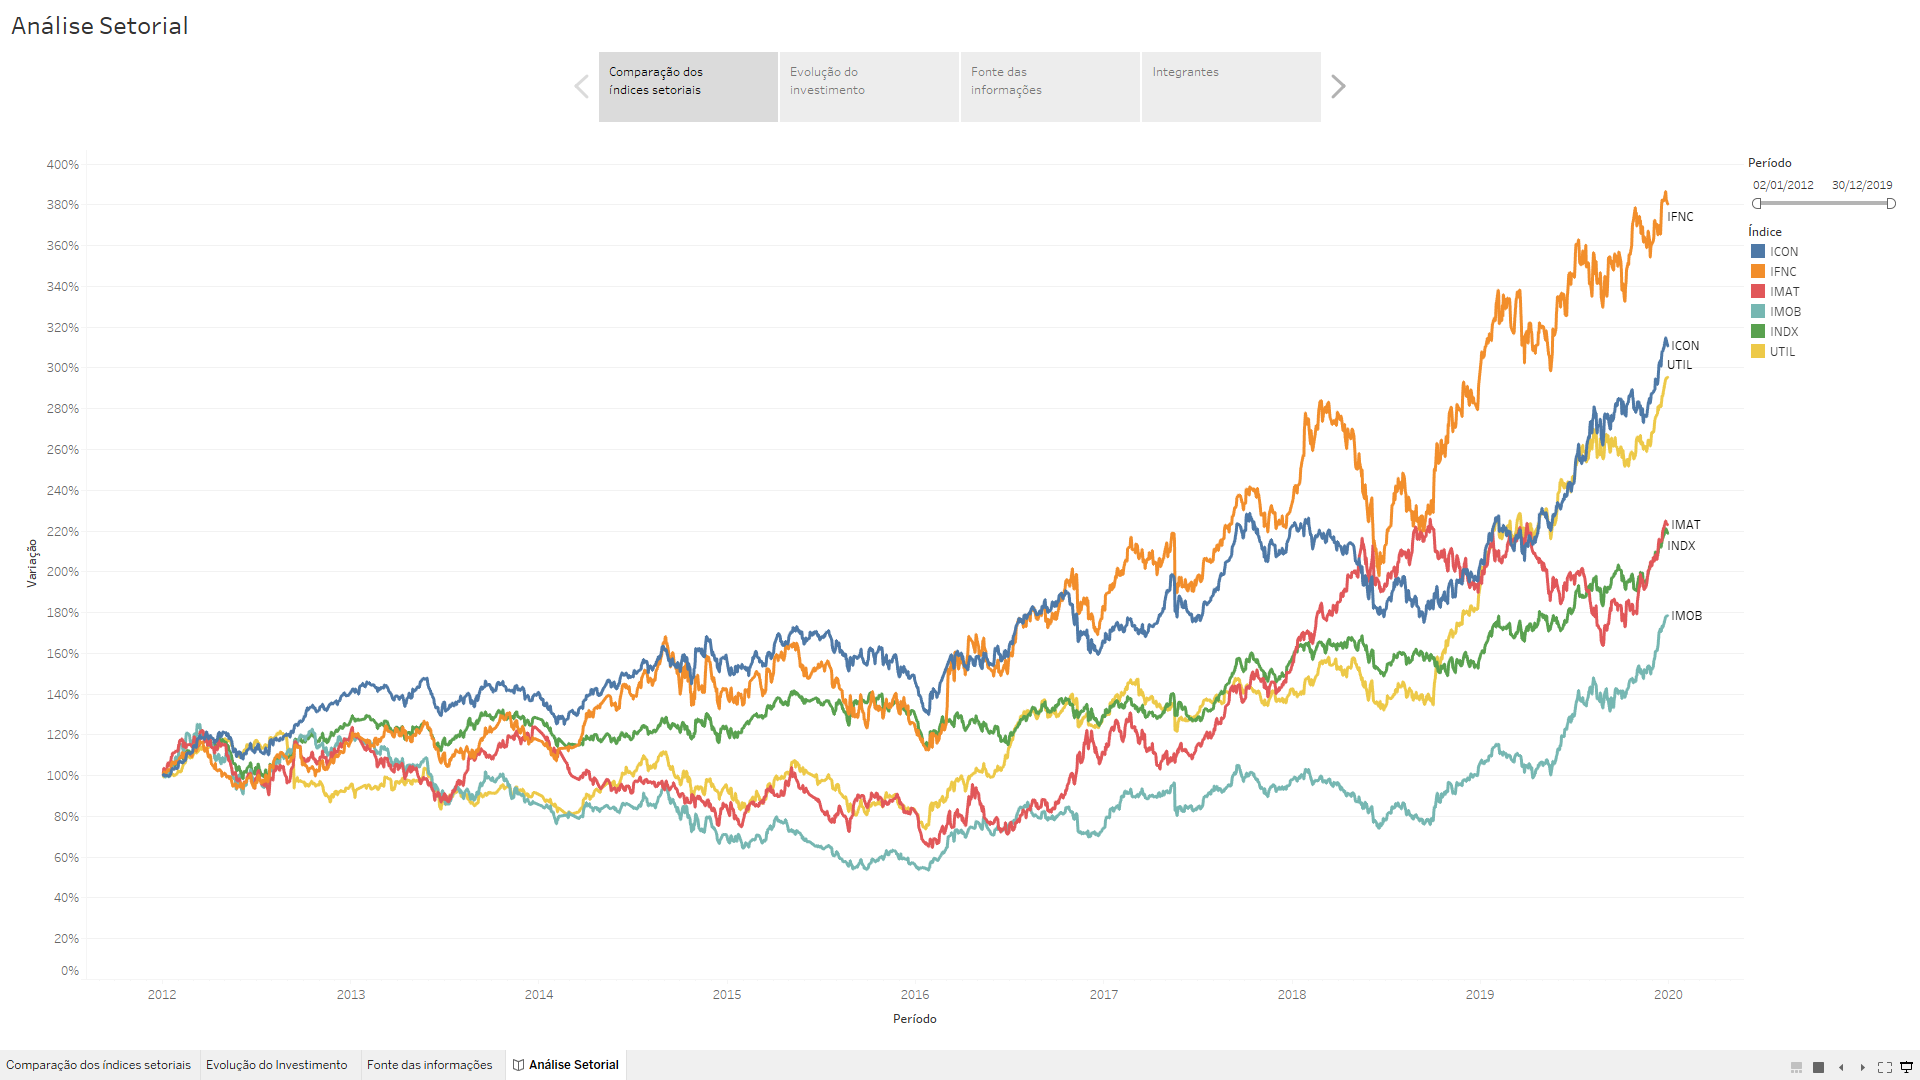 Análise Setorial
Comparação dos
índices setoriais
Evolução do
investimento
Fonte das
informações
Integrantes
400%
380%
360%
340%
320%
300%
280%
260%
240%
220%
200%
180%
160%
140%
120%
100%
80%
60%
40%
20%
0%
Variação
IFNC
ICON
UTIL
IMAT
INDX
IMOB
2012
2013
2014
2015
2016
2017
2018
2019
2020
Período
Período
02/01/2012 30/12/2019
Índice
ICON
IFNC
IMAT
IMOB
INDX
UTIL
Comparação dos índices setoriais
Evolução do Investimento
Fonte das informações
Análise Setorial